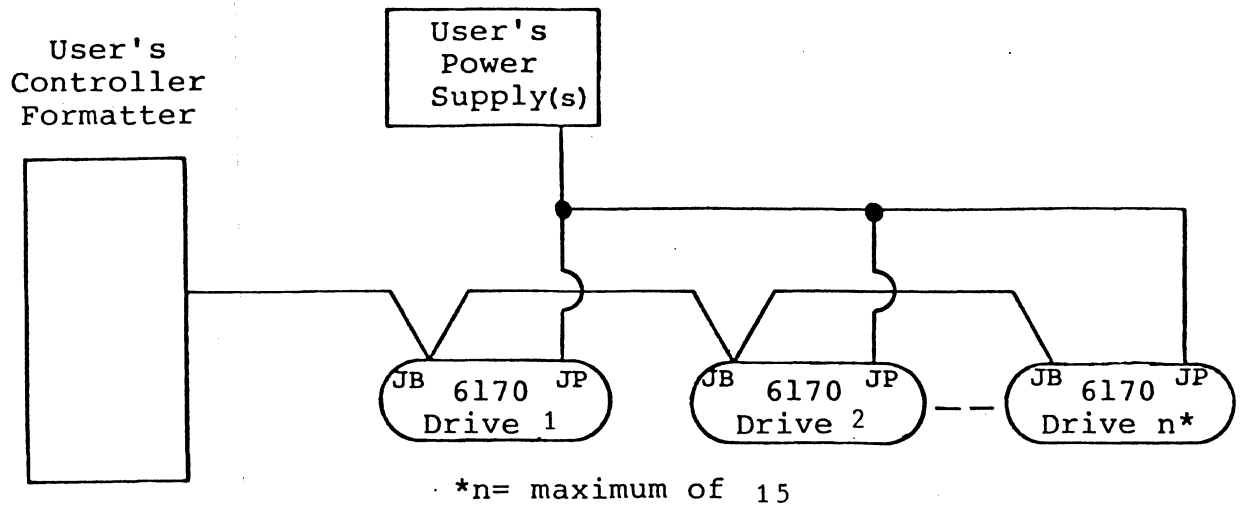 User's
Controller
Formatter
User's
Power
Supply(s)
JB
JP
6170
Drive 1
JB
JP
6170
Drive 2
JB
JP
6170
Drive n*
*n= maximum of 15